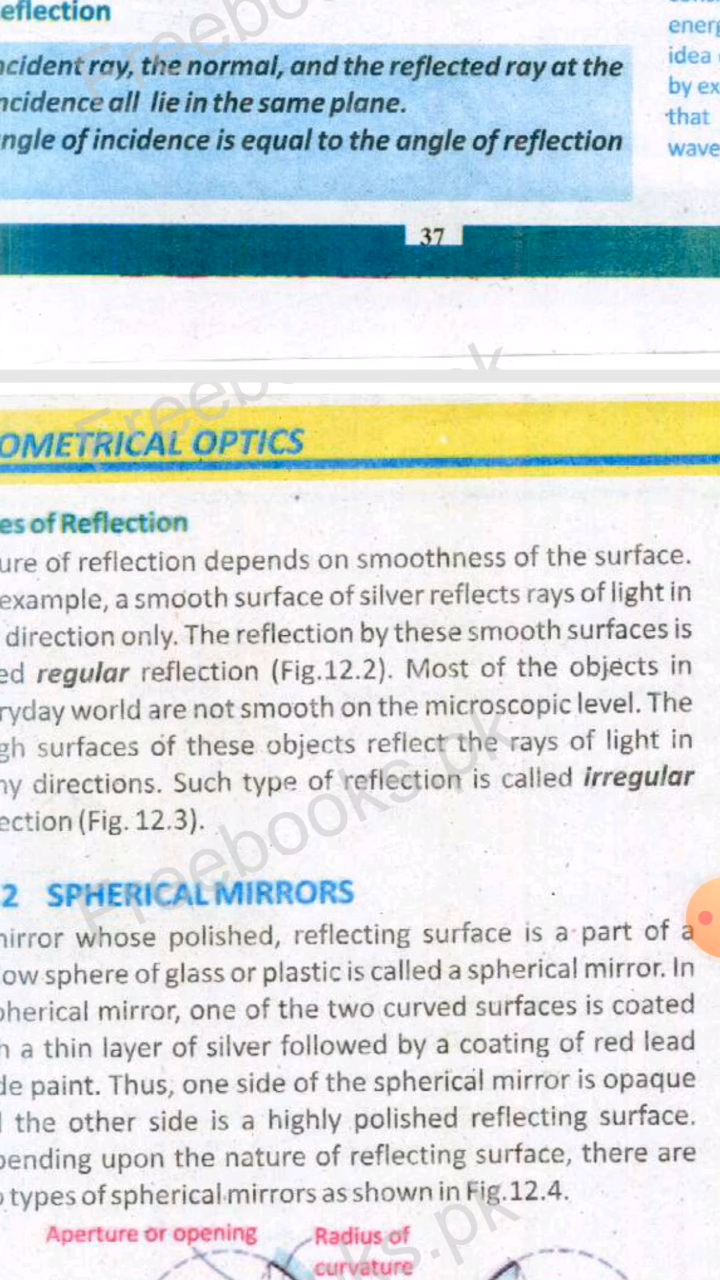 eflection
ncident ray, the normal, and the reflected ray at the
ncidence all lie in the same plane.
ngle of incidence is equal to the angle of reflection
energ
idea
by ex
that
wave
37
OMETRICAL OPTICS
es of Reflection
ure of reflection depends on smoothness of the surface.
example, a smooth surface of silver reflects rays of light in
direction only. The reflection by these smooth surfaces is
ed regular reflection (Fig.12.2). Most of the objects in
ryday world are not smooth on the microscopic level. The
gh surfaces of these objects reflect the rays of light in
ny directions. Such type of reflection is called irregular
ection (Fig. 12.3).
2 SPHERICAL MIRRORS
mirror whose polished, reflecting surface is a part of a
ow sphere of glass or plastic is called a spherical mirror. In
pherical mirror, one of the two curved surfaces is coated
h a thin layer of silver followed by a coating of red lead
de paint. Thus, one side of the spherical mirror is opaque
the other side is a highly polished reflecting surface.
pending upon the nature of reflecting surface, there are
o types of spherical mirrors as shown in Fig.12.4.
Aperture or opening
Radius of
curvature
Freebooks.pk